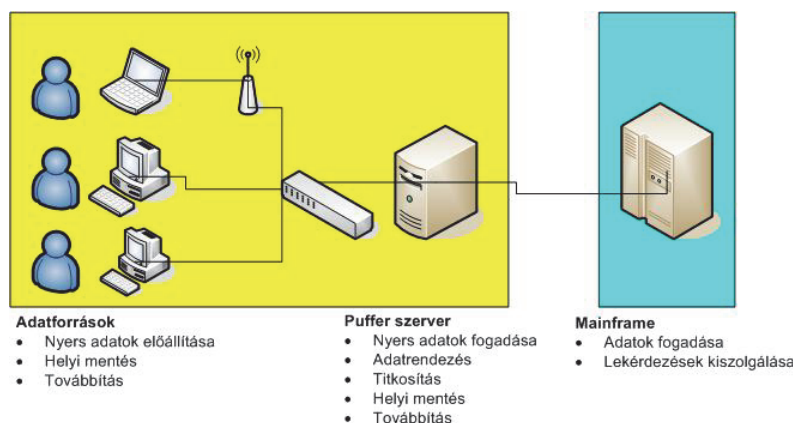 Adatforrások
• Nyers adatok előállítása
• Helyi mentés
• Továbbítás
Puffer szerver
• Nyers adatok fogadása
• Adatrendezés
• Titkosítás
• Helyi mentés
• Továbbítás
Mainframe
• Adatok fogadása
• Lekérdezések kiszolgálása